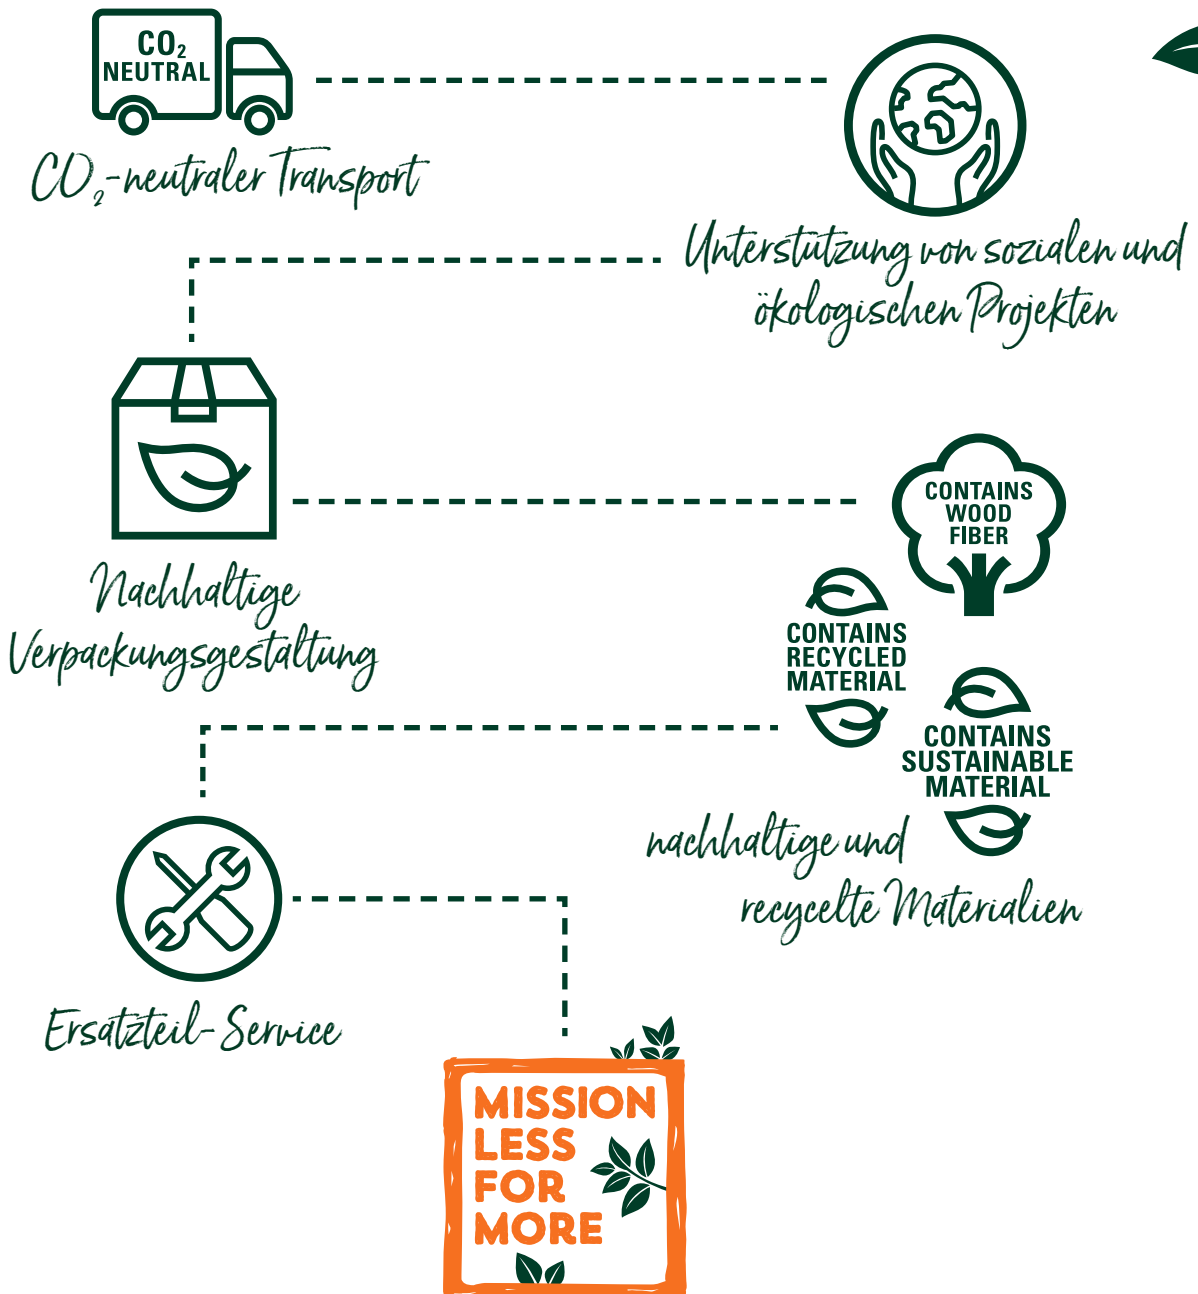 CO₂
NEUTRAL
CO₂-neutraler Transport
Unterstützung von sozialen und
ökologischen Projekten
Nachhaltige
Verpackungsgestaltung
CONTAINS
WOOD
FIBER
CONTAINS
RECYCLED
MATERIAL
CONTAINS
SUSTAINABLE
MATERIAL
nachhaltige und
recycelte Materialien
Ersatzteil-Service
MISSION
LESS
FOR
MORE